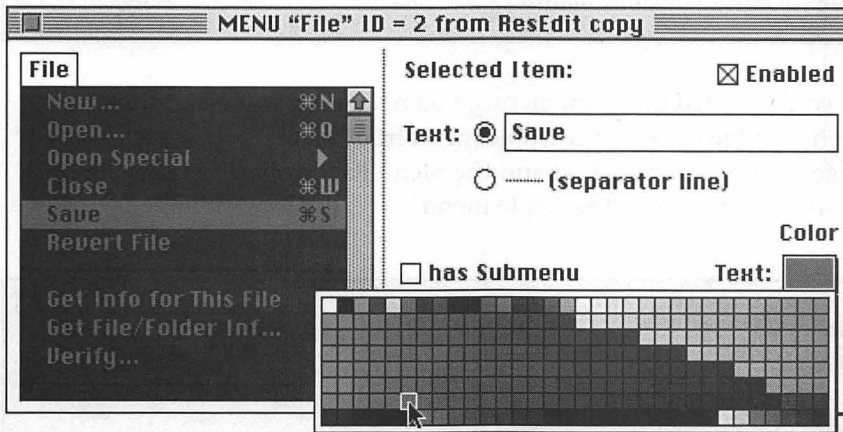 MENU “File” ID = 2 from ResEdit copy
File
New... ⌘N
Open... ⌘O
Open Special ▶
Close ⌘W
Save ⌘S
Revert File
Get Info for This File
Get File/Folder Inf...
Verify...
Selected Item:
Enabled
Text: Save
(separator line)
Color
has Submenu
Text: